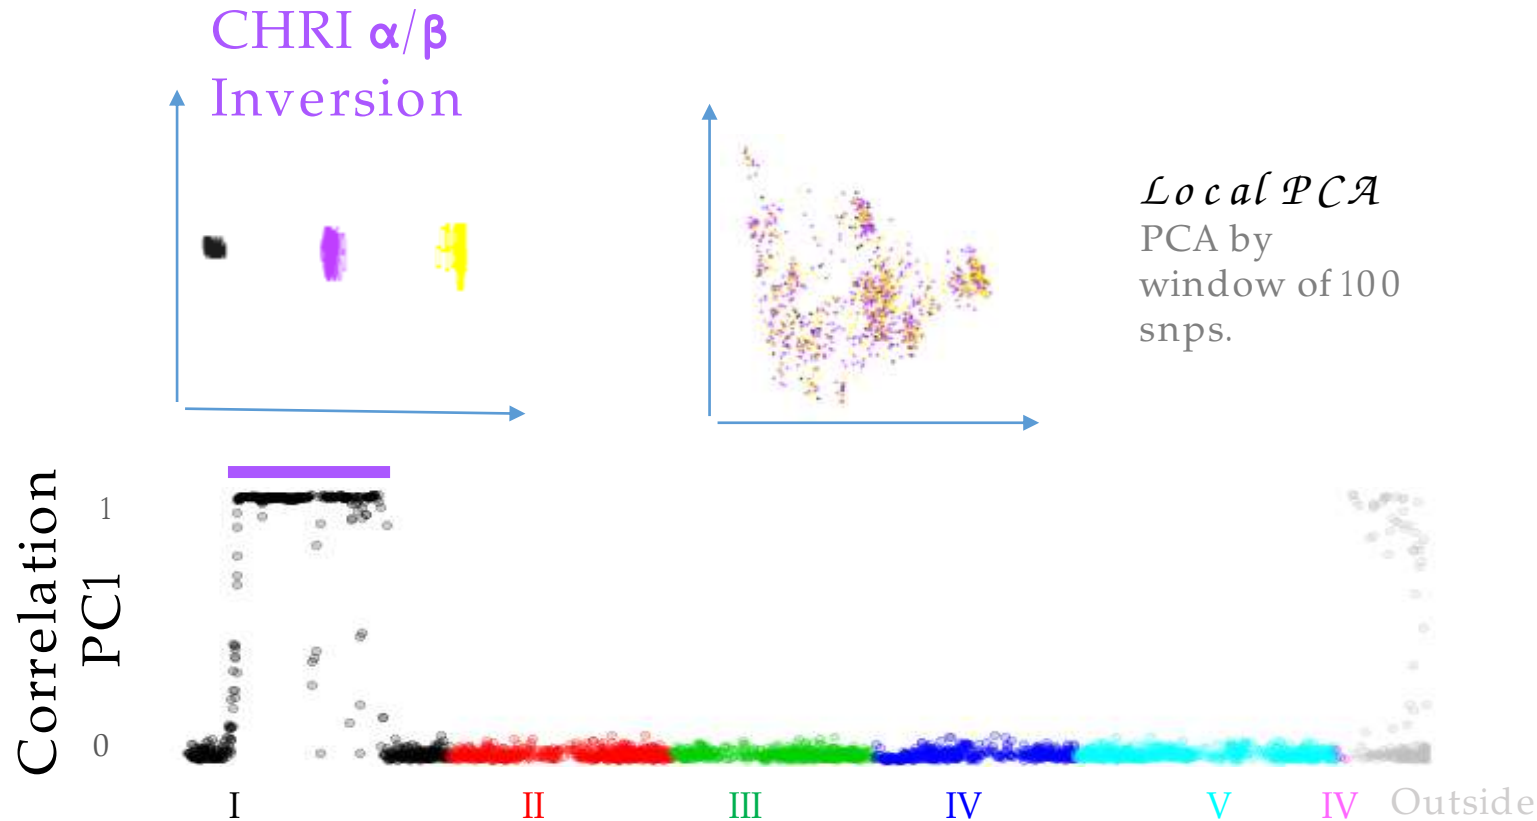 CHRI α/β
Inversion
Local PCA
PCA by
window of 100
snps.
Correlation
PC1
1
0
I
II
III
IV
V
IV
Outside